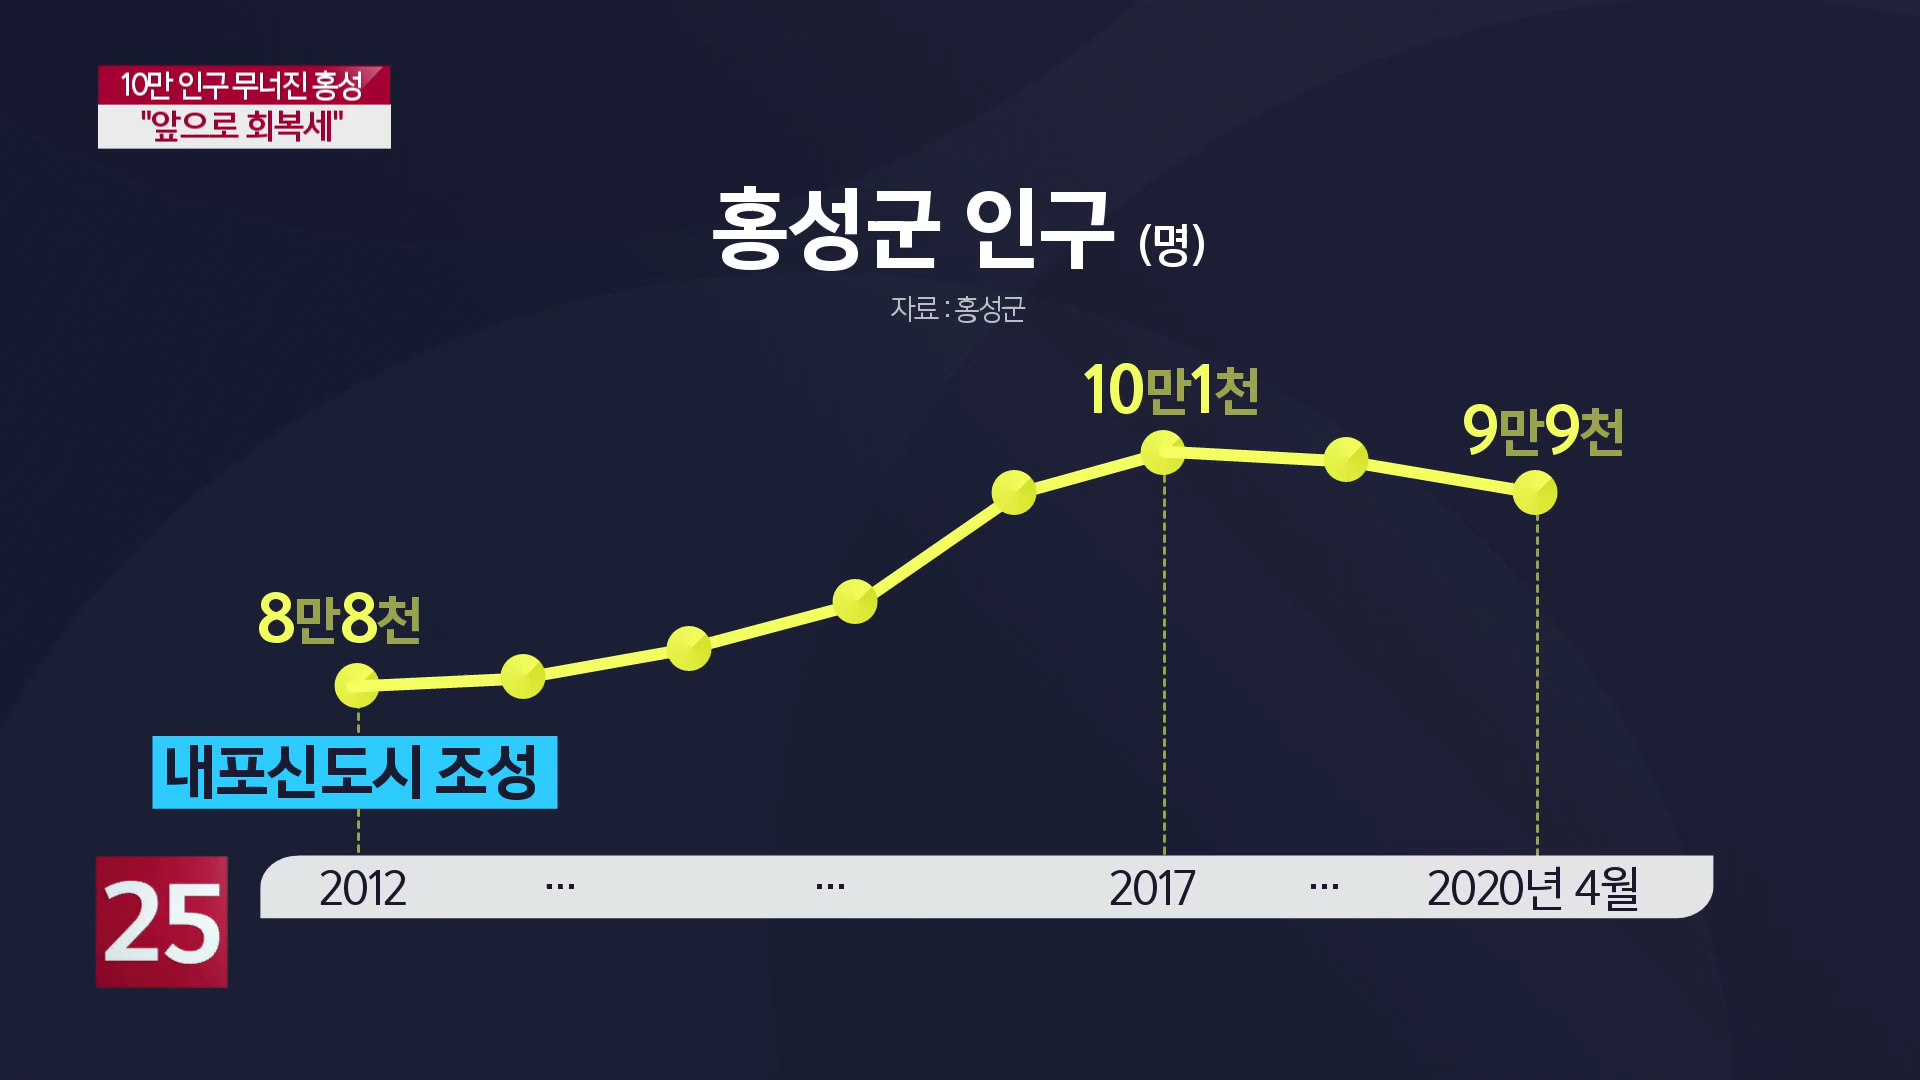 10만 인구 무너진 홍성
"앞으로 회복세"
홍성군 인구 (명)
자료 : 홍성군
10만1천
9만9천
8만8천
내포신도시 조성
2012 ... ... 2017 ... 2020년 4월
25